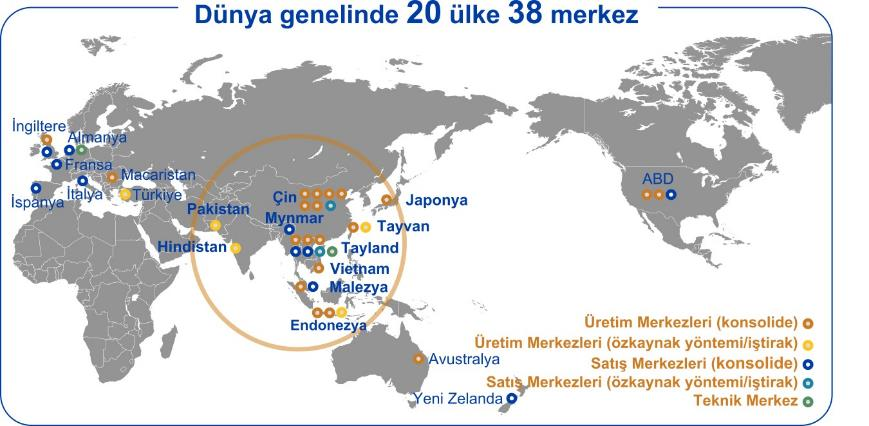 Dünya genelinde 20 ülke 38 merkez
İngiltere
Almanya
Fransa
Macaristan
İtalya
Türkiye
İspanya
Pakistan
Hindistan
Çin
Mynmar
Japonya
Tayvan
Tayland
Vietnam
Malezya
Endonezya
Avustralya
Yeni Zelanda
ABD
Üretim Merkezleri (konsolide)
Üretim Merkezleri (özkaynak yöntemi/iştirak)
Satış Merkezleri (konsolide)
Satış Merkezleri (özkaynak yöntemi/iştirak)
Teknik Merkez